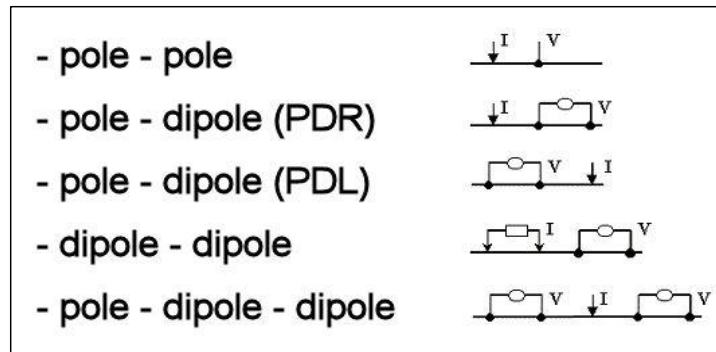 - pole - pole I V
- pole - dipole (PDR) I V
- pole - dipole (PDL) V I
- dipole - dipole I V
- pole - dipole - dipole V I V